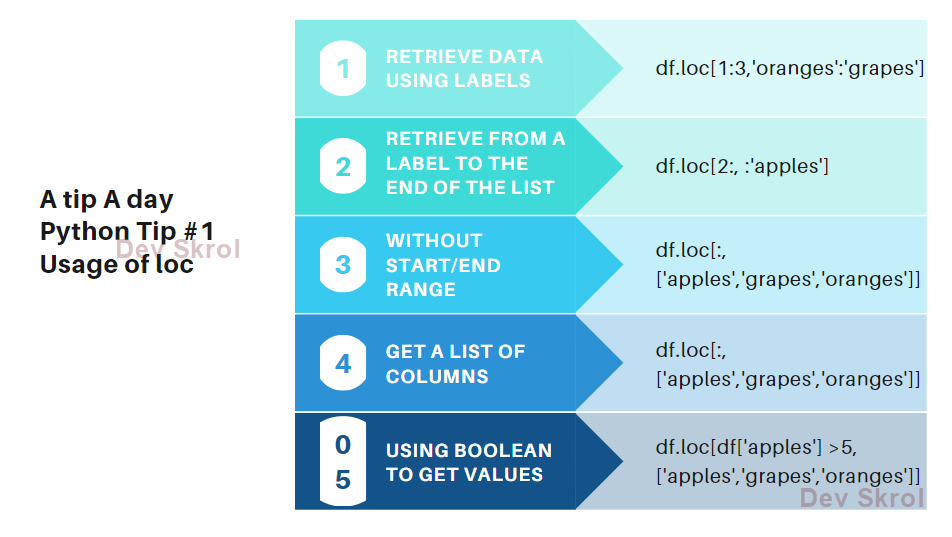 A tip A day
Python Tip #1
Dev Skrol
Usage of loc
1
RETRIEVE DATA
USING LABELS
df.loc[1:3,'oranges':'grapes']
2
RETRIEVE FROM A
LABEL TO THE
END OF THE LIST
df.loc[2:, :'apples']
3
WITHOUT
START/END
RANGE
df.loc[:,
['apples','grapes','oranges']]
4
GET A LIST OF
COLUMNS
df.loc[:,
['apples','grapes','oranges']]
0
5
USING BOOLEAN
TO GET VALUES
df.loc[df['apples'] >5,
['apples','grapes','oranges']]
Dev Skrol